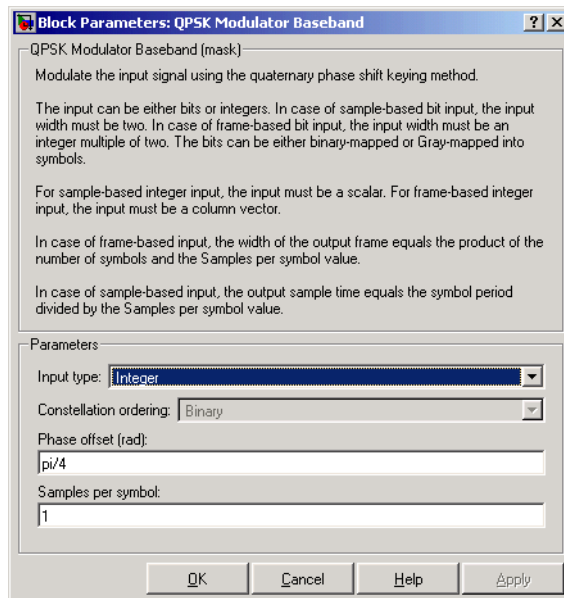 Block Parameters: QPSK Modulator Baseband
QPSK Modulator Baseband (mask)
Modulate the input signal using the quaternary phase shift keying method.
The input can be either bits or integers. In case of sample-based bit input, the input
width must be two. In case of frame-based bit input, the input width must be an
integer multiple of two. The bits can be either binary-mapped or Gray-mapped into
symbols.
For sample-based integer input, the input must be a scalar. For frame-based integer
input, the input must be a column vector.
In case of frame-based input, the width of the output frame equals the product of the
number of symbols and the Samples per symbol value.
In case of sample-based input, the output sample time equals the symbol period
divided by the Samples per symbol value.
Parameters
Input type: Integer
Constellation ordering: Binary
Phase offset (rad):
pi/4
Samples per symbol:
1
OK Cancel Help Apply